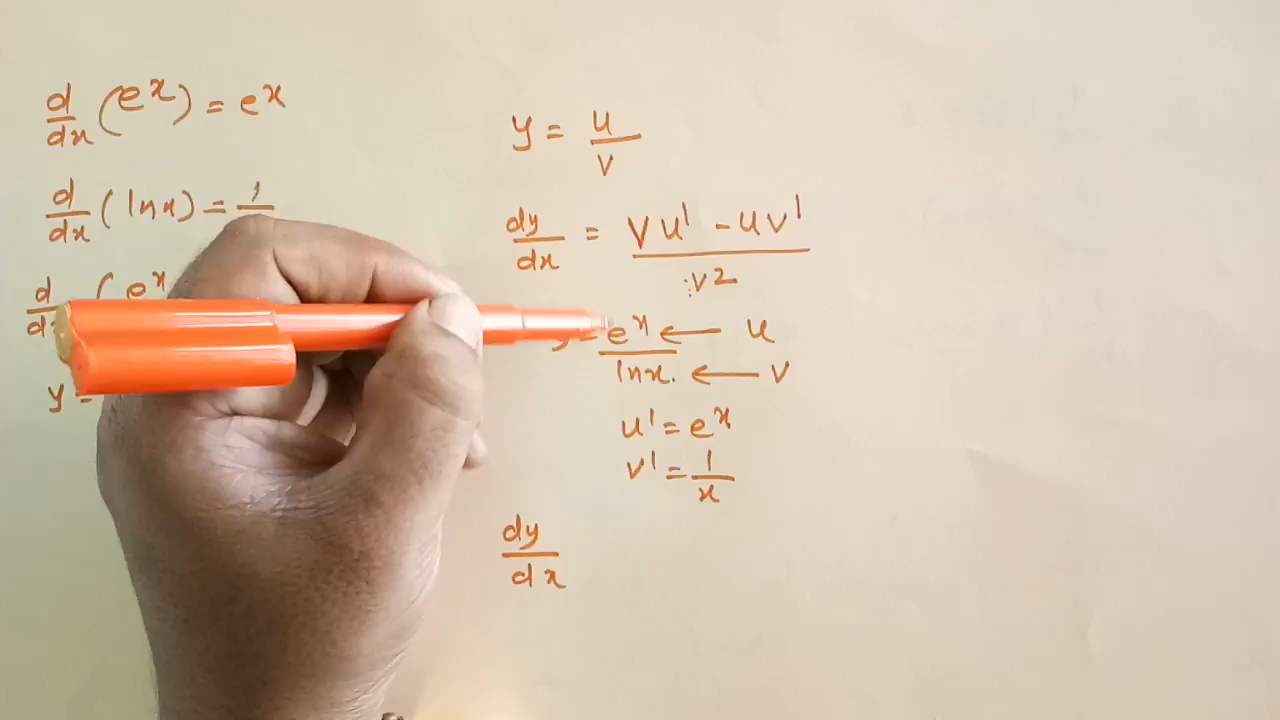 d/dx (e^x) = e^x
d/dx (lnx) = 1
d (e^x
y =
y = u/v
dy/dx = (Vu' - uv')/v2
= e^x/lnx. ← u ← v
u' = e^x
v' = 1/x
dy/dx